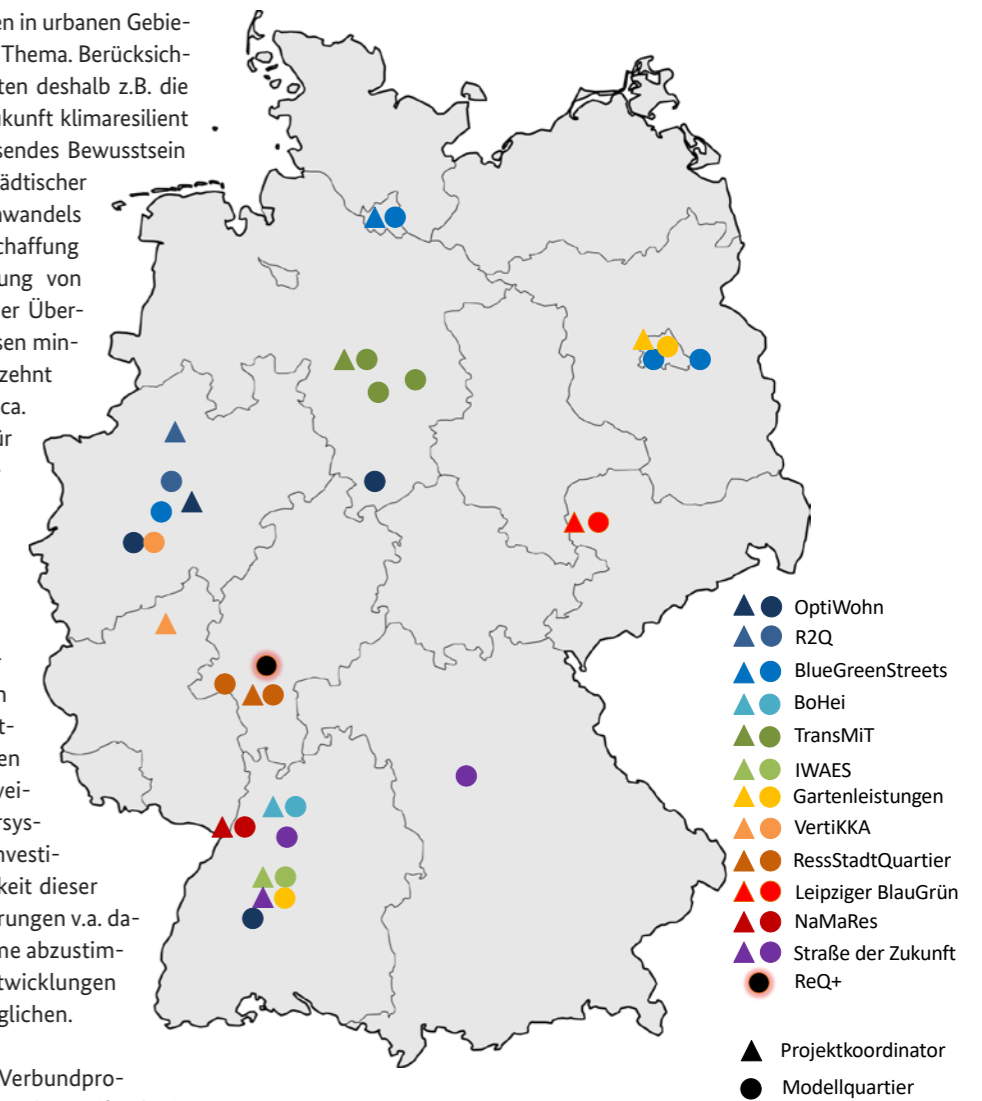 en in urbanen Gebie-
Thema. Berücksich-
ten deshalb z.B. die
kunft klimaresilient
sendes Bewusstsein
ädtischer
wandels
chaffung
ung von
er Über-
sen min-
zehnt
ca.
ür
n
t-
en
vei-
rsys-
nvesti-
keit dieser
rungen v.a. da-
me abzustim-
twicklungen
glichen.
Verbundpro-
OptiWohn
R2Q
BlueGreenStreets
BoHei
TransMiT
IWAES
Gartenleistungen
VertiKKA
RessStadtQuartier
Leipziger BlauGrün
NaMaRes
Straße der Zukunft
ReQ+
Projektkoordinator
Modellquartier